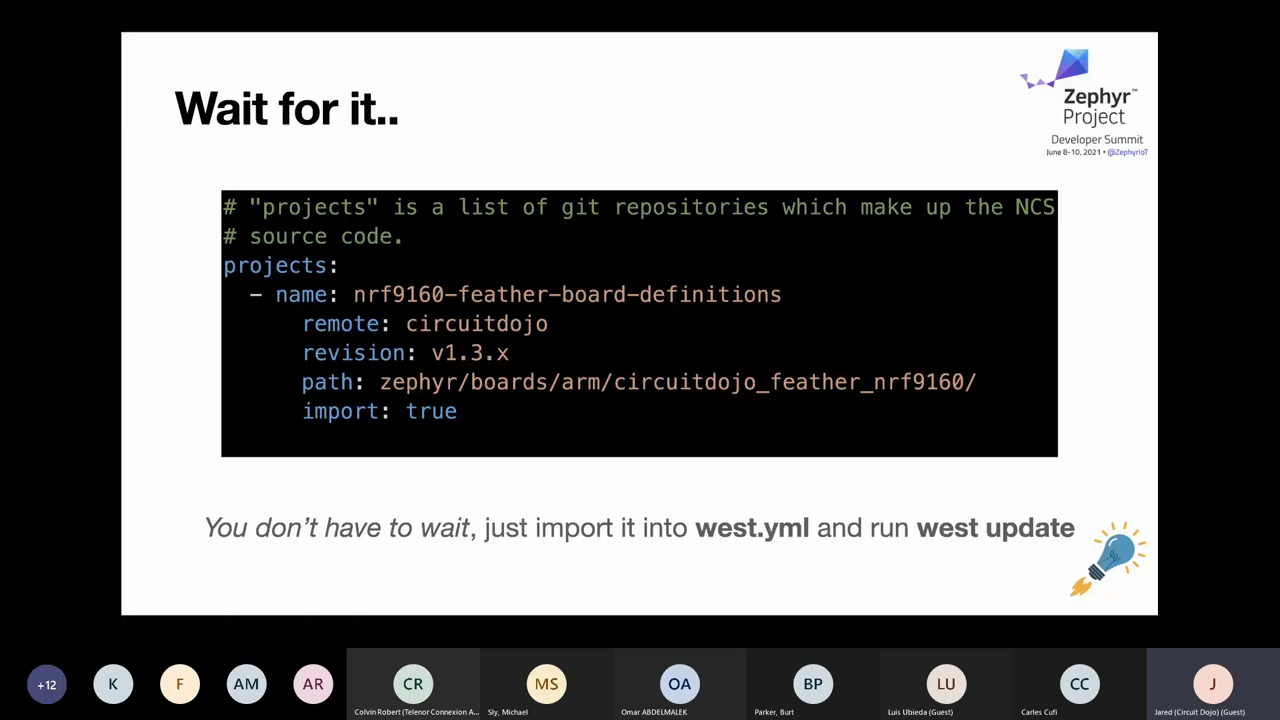 Wait for it..
Zephyr™
Project
Developer Summit
June 8-10, 2021 • @ZephyrIoT
# "projects" is a list of git repositories which make up the NCS
# source code.
projects:
- name: nrf9160-feather-board-definitions
remote: circuitdojo
revision: v1.3.x
path: zephyr/boards/arm/circuitdojo_feather_nrf9160/
import: true
You don't have to wait, just import it into west.yml and run west update
+12
K
F
AM
AR
CR
MS
OA
BP
LU
CC
J
Colvin Robert (Telenor Connexion A...
Sly, Michael
Omar ABDELMALEK
Parker, Burt
Luis Ubieda (Guest)
Carles Cufi
Jared (Circuit Dojo) (Guest)